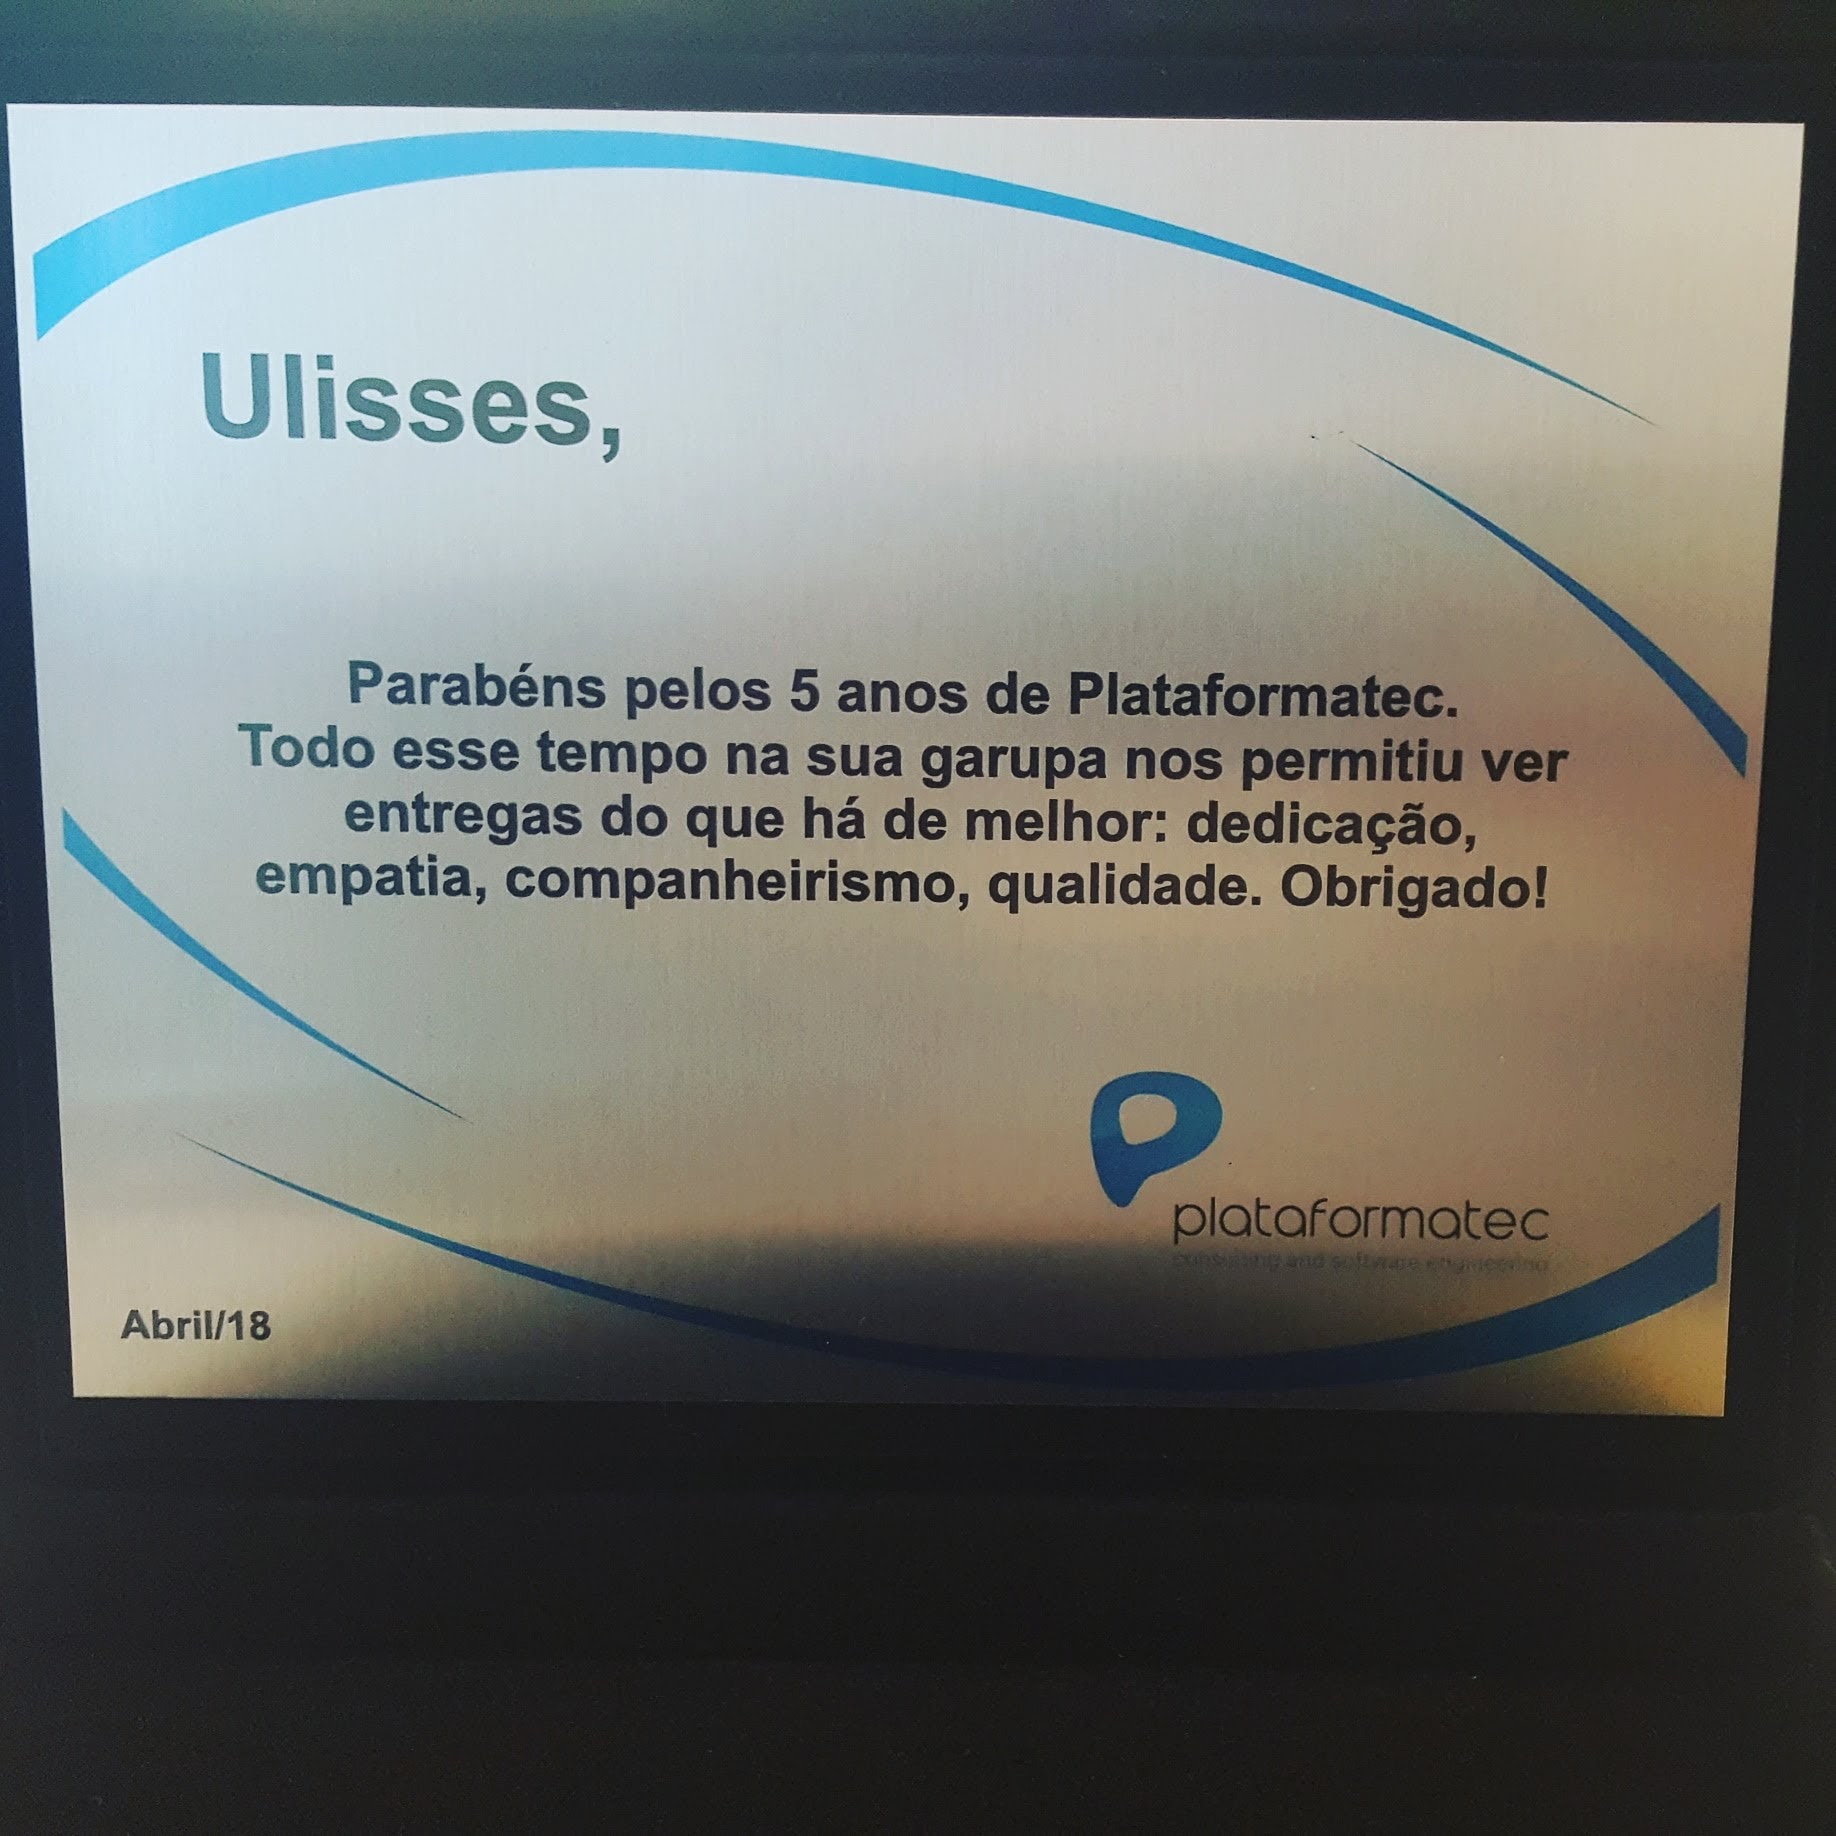 Ulisses,
Parabéns pelos 5 anos de Plataformatec.
Todo esse tempo na sua garupa nos permitiu ver
entregas do que há de melhor: dedicação,
empatia, companheirismo, qualidade. Obrigado!
plataformatec
consulting and software engineering
Abril/18